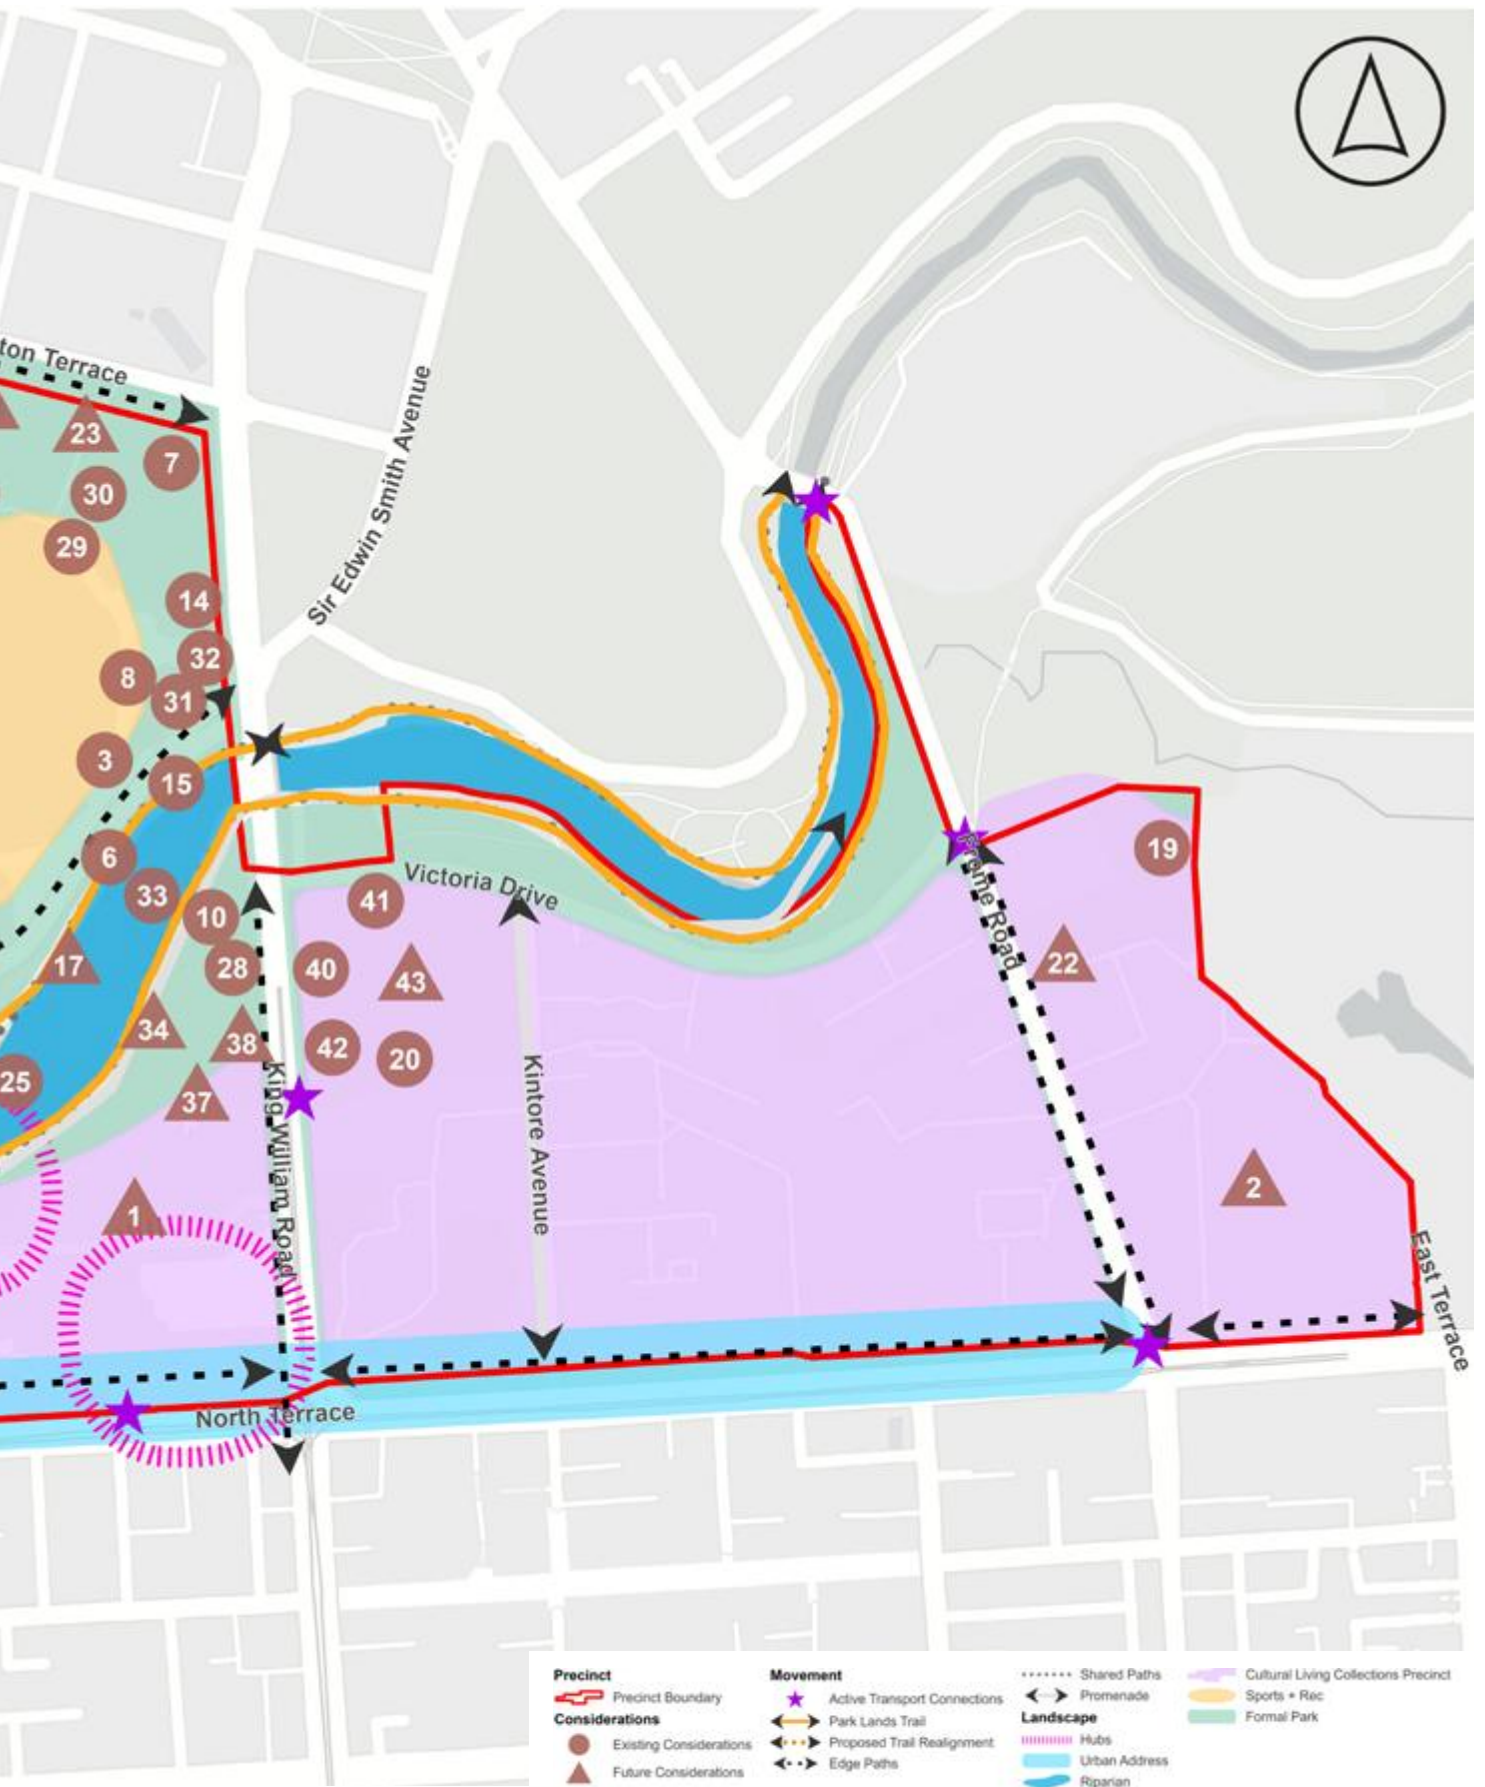 ton Terrace
23
7
30
29
Sir Edwin Smith Avenue
14
32
8
31
3
15
6
33
10
41
Victoria Drive
19
Frome Road
17
28
40
43
22
34
38
42
20
25
37
King William Road
Kintore Avenue
1
2
East Terrace
North Terrace
Precinct
Precinct Boundary
Considerations
Existing Considerations
Future Considerations
Movement
Active Transport Connections
Park Lands Trail
Proposed Trail Realignment
Edge Paths
Shared Paths
Promenade
Landscape
Hubs
Urban Address
Riparian
Cultural Living Collections Precinct
Sports + Rec
Formal Park